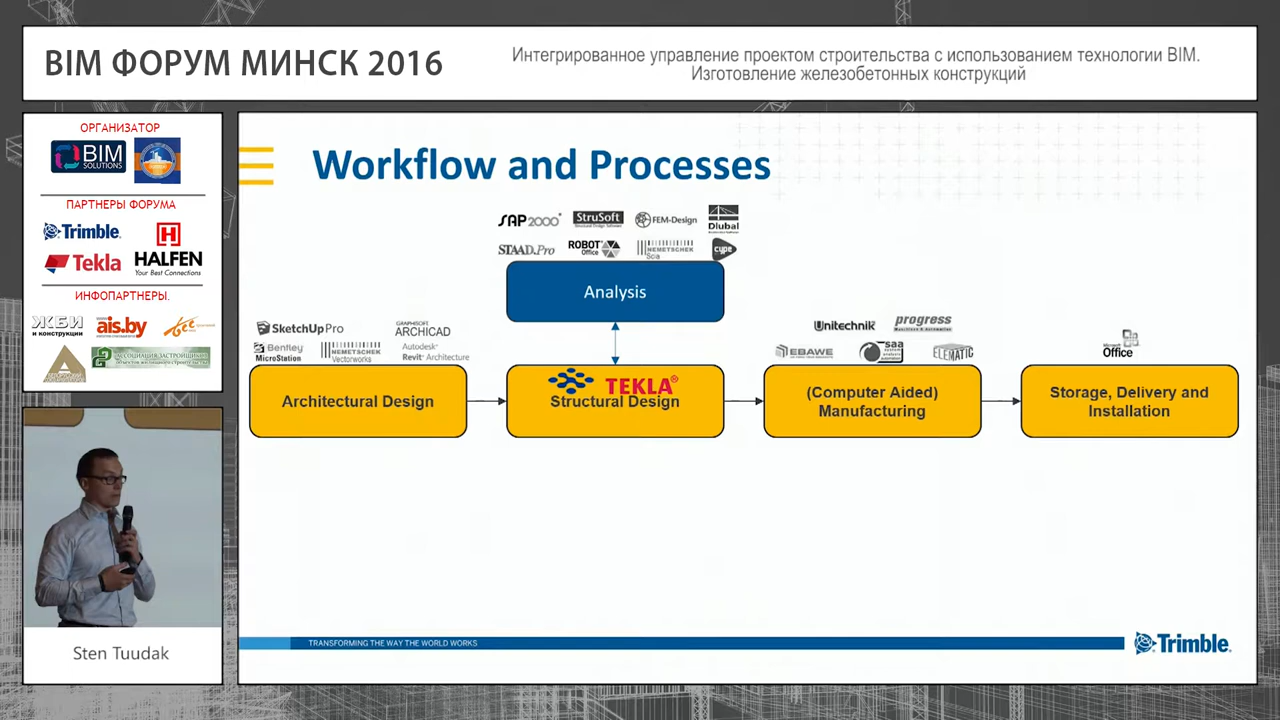 BIM ФОРУМ МИНСК 2016
Интегрированное управление проектом строительства с использованием технологии BIM.
Изготовление железобетонных конструкций
ОРГАНИЗАТОР
BIM
SOLUTIONS
ПАРТНЕРЫ ФОРУМА
Trimble
HALFEN
Your Best Connections
Tekla
ИНФОПАРТНЕРЫ.
ЖБИ
и конструкции
ais.by
АССОЦИАЦИЯ ЗАСТРОЙЩИКОВ
Sten Tuudak
Workflow and Processes
SAP2000
StruSoft
FEM-Design
Dlubal
STAAD.Pro
ROBOT
Office
NEMETSCHEK
Scia
cype
Analysis
SketchUp Pro
GRAPHISOFT
ARCHICAD
Bentley
MicroStation
NEMETSCHEK
Vectorworks
Autodesk
Revit Architecture
Architectural Design
TEKLA®
Structural Design
Unitechnik
progress
EBAWE
saa
ELEMATIC
(Computer Aided)
Manufacturing
Microsoft
Office
Storage, Delivery and
Installation
TRANSFORMING THE WAY THE WORLD WORKS
Trimble